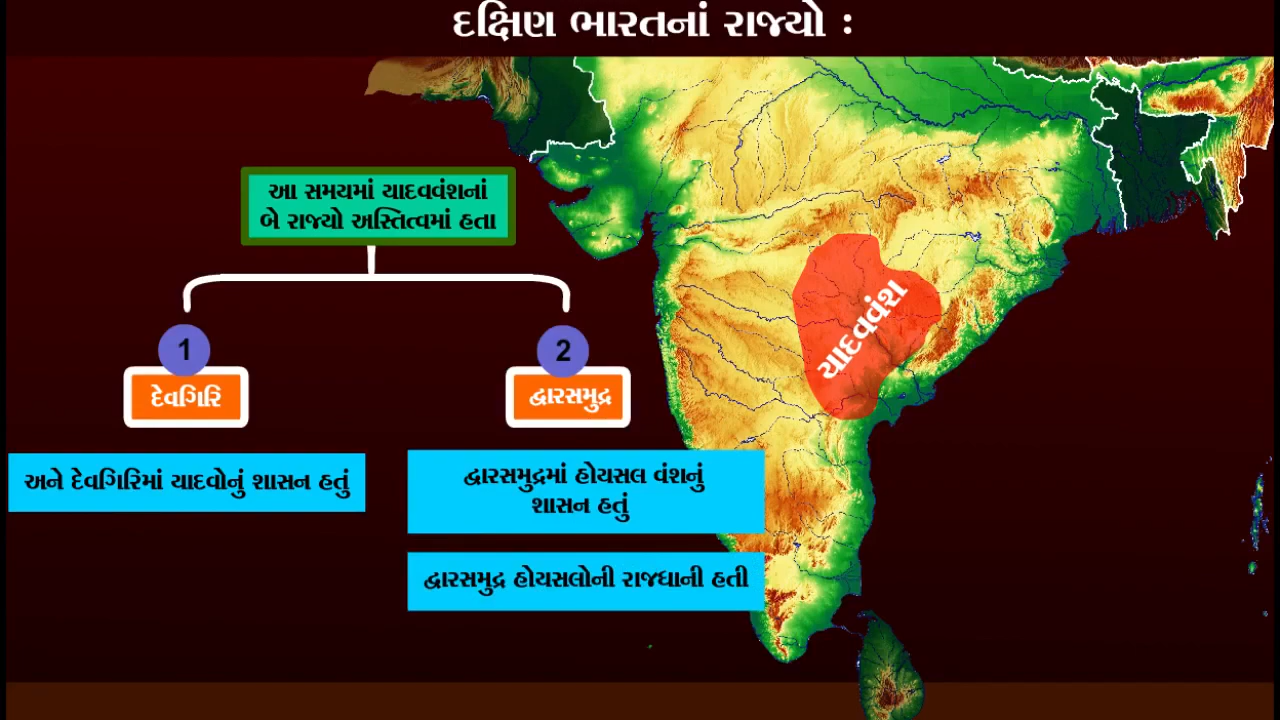 દક્ષિણ ભારતનાં રાજ્યો :
આ સમયમાં યાદવવંશનાં
બે રાજ્યો અસ્તિત્વમાં હતા
1
2
દેવગિરિ
દ્વારસમુદ્ર
અને દેવગિરિમાં યાદવોનું શાસન હતું
દ્વારસમુદ્રમાં હોયસલ વંશનું
શાસન હતું
દ્વારસમુદ્ર હોયસલોની રાજધાની હતી
યાદવવંશ